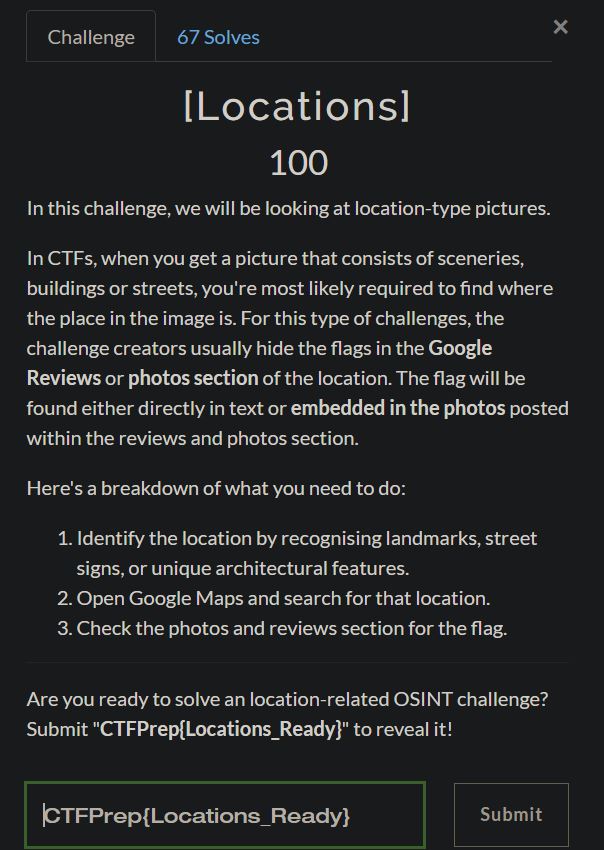 Challenge
67 Solves
×
[Locations]
100
In this challenge, we will be looking at location-type pictures.
In CTFs, when you get a picture that consists of sceneries,
buildings or streets, you're most likely required to find where
the place in the image is. For this type of challenges, the
challenge creators usually hide the flags in the Google
Reviews or photos section of the location. The flag will be
found either directly in text or embedded in the photos posted
within the reviews and photos section.
Here's a breakdown of what you need to do:
1. Identify the location by recognising landmarks, street
signs, or unique architectural features.
2. Open Google Maps and search for that location.
3. Check the photos and reviews section for the flag.
Are you ready to solve an location-related OSINT challenge?
Submit "CTFPrep{Locations_Ready}" to reveal it!
CTFPrep{Locations_Ready}
Submit